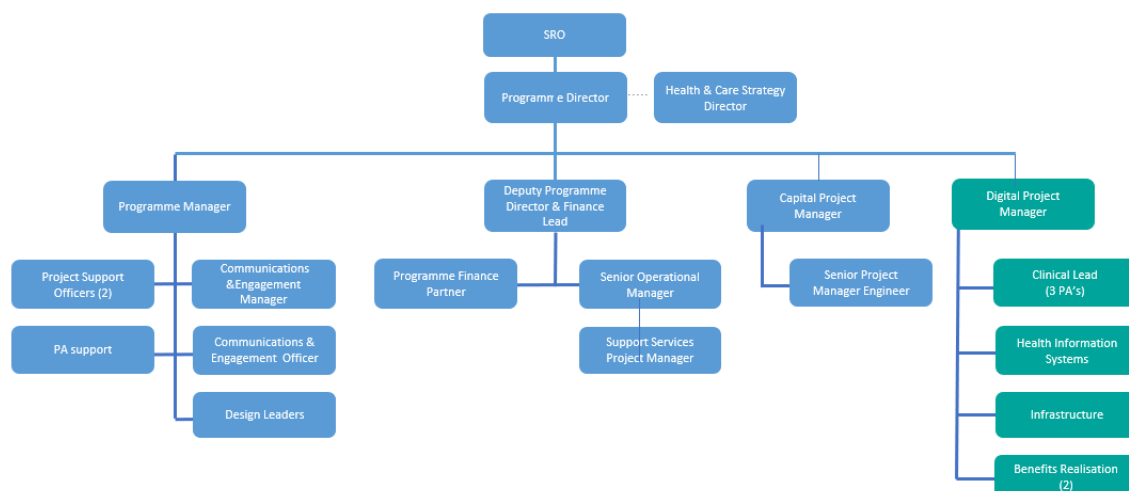 SRO
Programme Director
Health & Care Strategy
Director
Programme Manager
Deputy Programme
Director & Finance
Lead
Capital Project
Manager
Digital Project
Manager
Project Support
Officers (2)
Communications
&Engagement
Manager
Programme Finance
Partner
Senior Operational
Manager
Senior Project
Manager Engineer
Clinical Lead
(3 PA's)
PA support
Communications &
Engagement Officer
Support Services
Project Manager
Health Information
Systems
Design Leaders
Infrastructure
Benefits Realisation
(2)